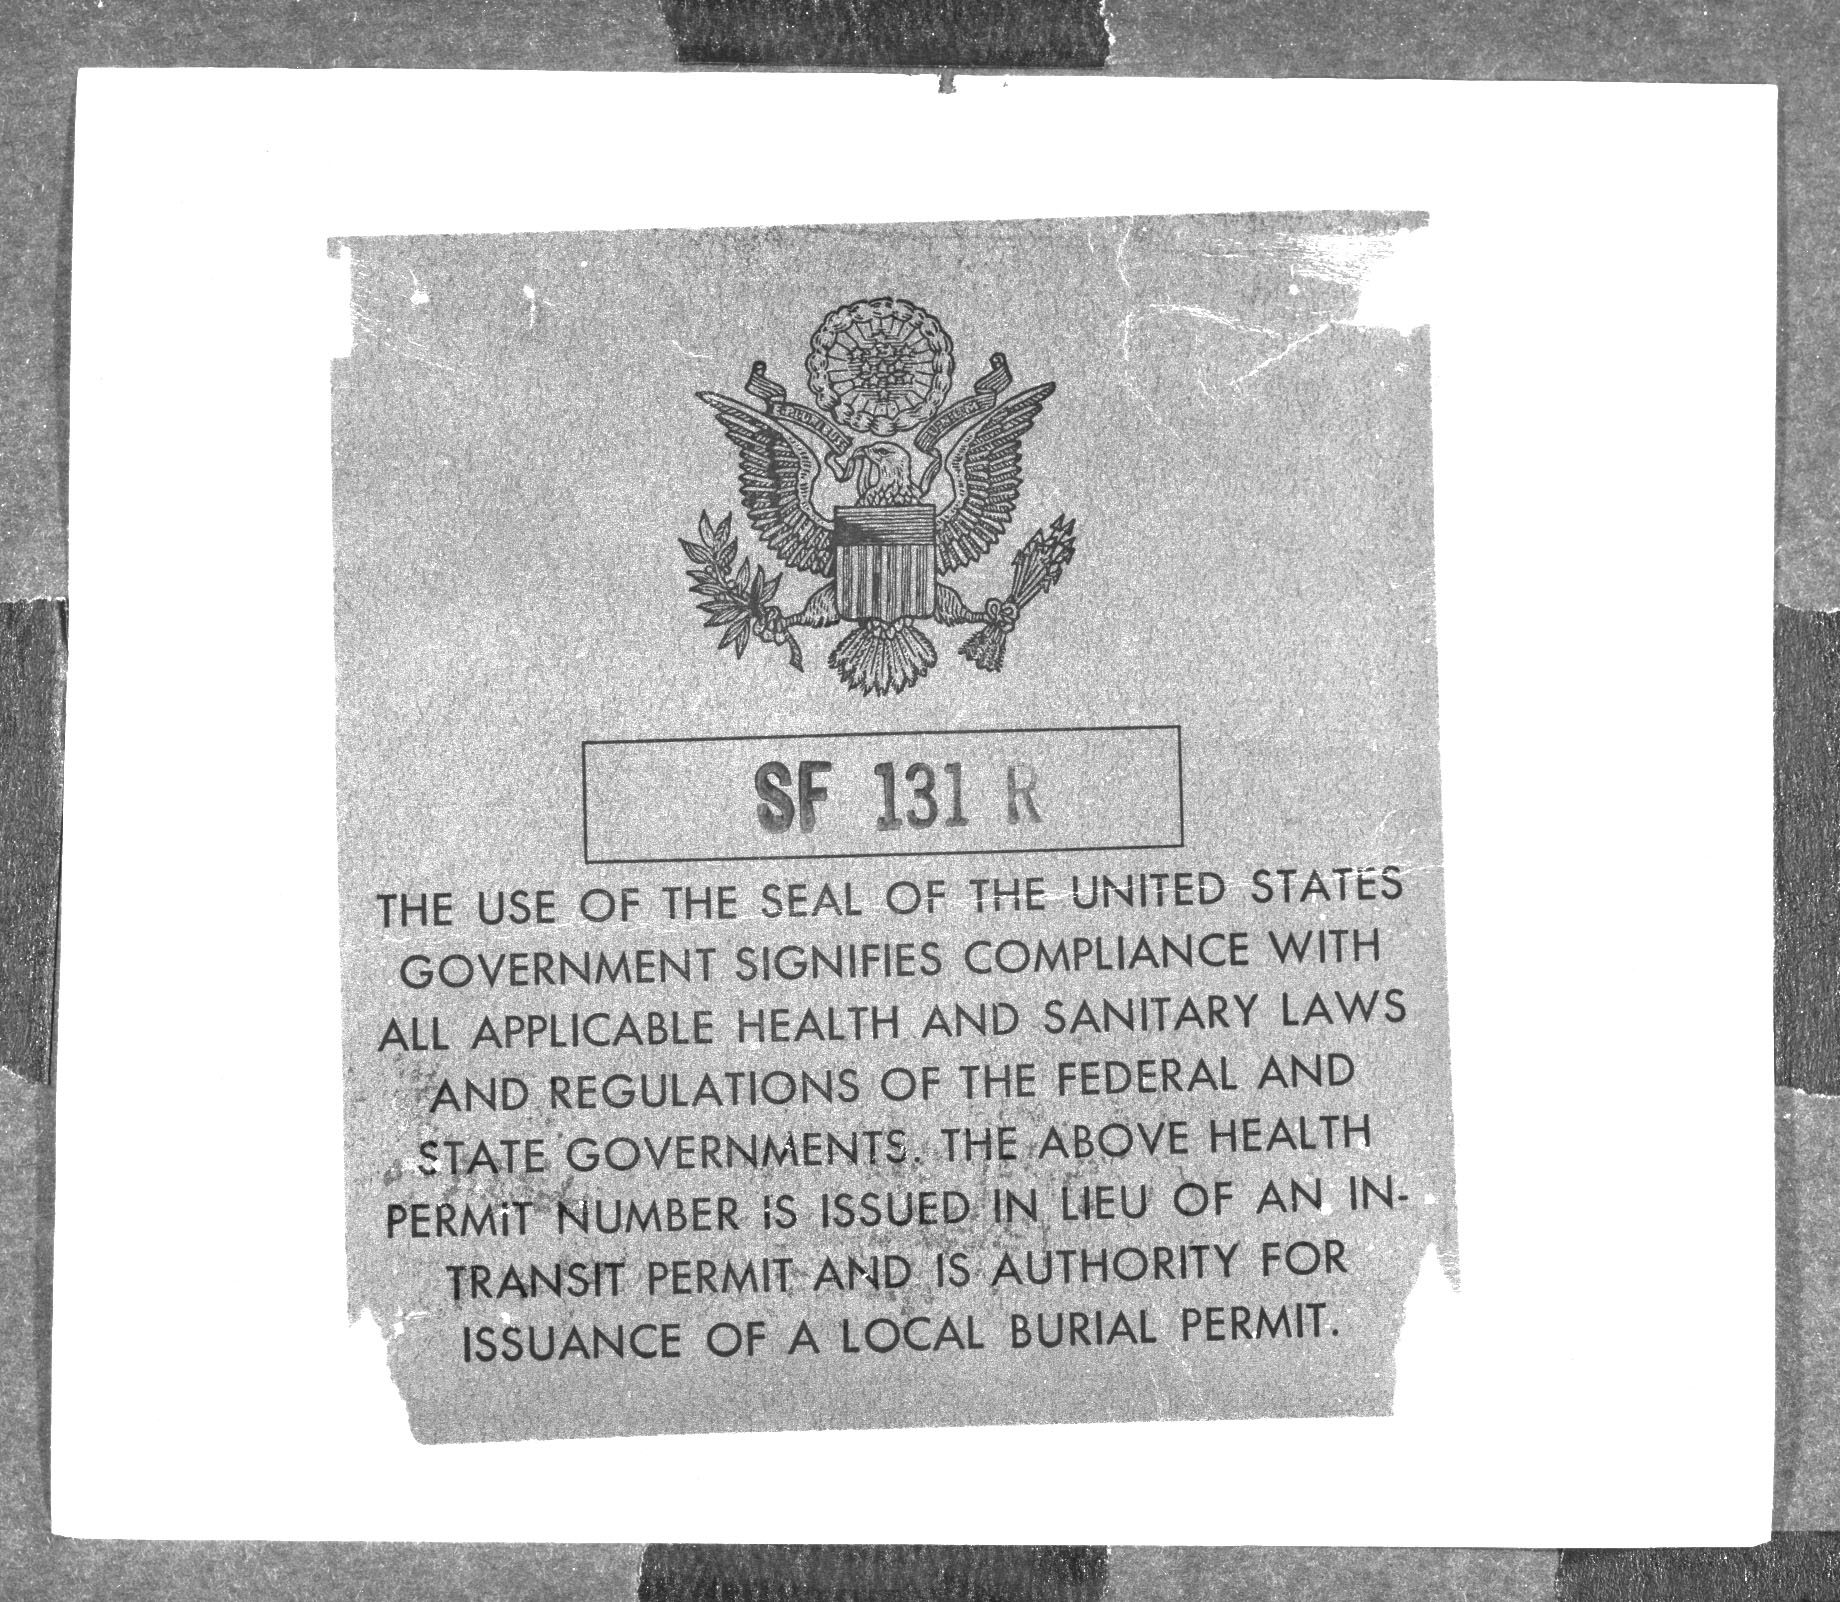 SF 131 R
THE USE OF THE SEAL OF THE UNITED STATES
GOVERNMENT SIGNIFIES COMPLIANCE WITH
ALL APPLICABLE HEALTH AND SANITARY LAWS
AND REGULATIONS OF THE FEDERAL AND
STATE GOVERNMENTS. THE ABOVE HEALTH
PERMIT NUMBER IS ISSUED IN LIEU OF AN IN-
TRANSIT PERMIT AND IS AUTHORITY FOR
ISSUANCE OF A LOCAL BURIAL PERMIT.